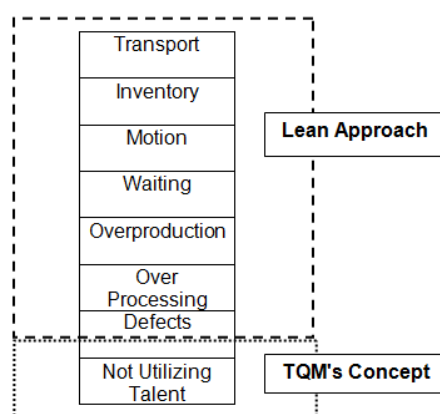 Transport
Inventory
Lean Approach
Motion
Waiting
Overproduction
Over
Processing
Defects
Not Utilizing
Talent
TQM's Concept